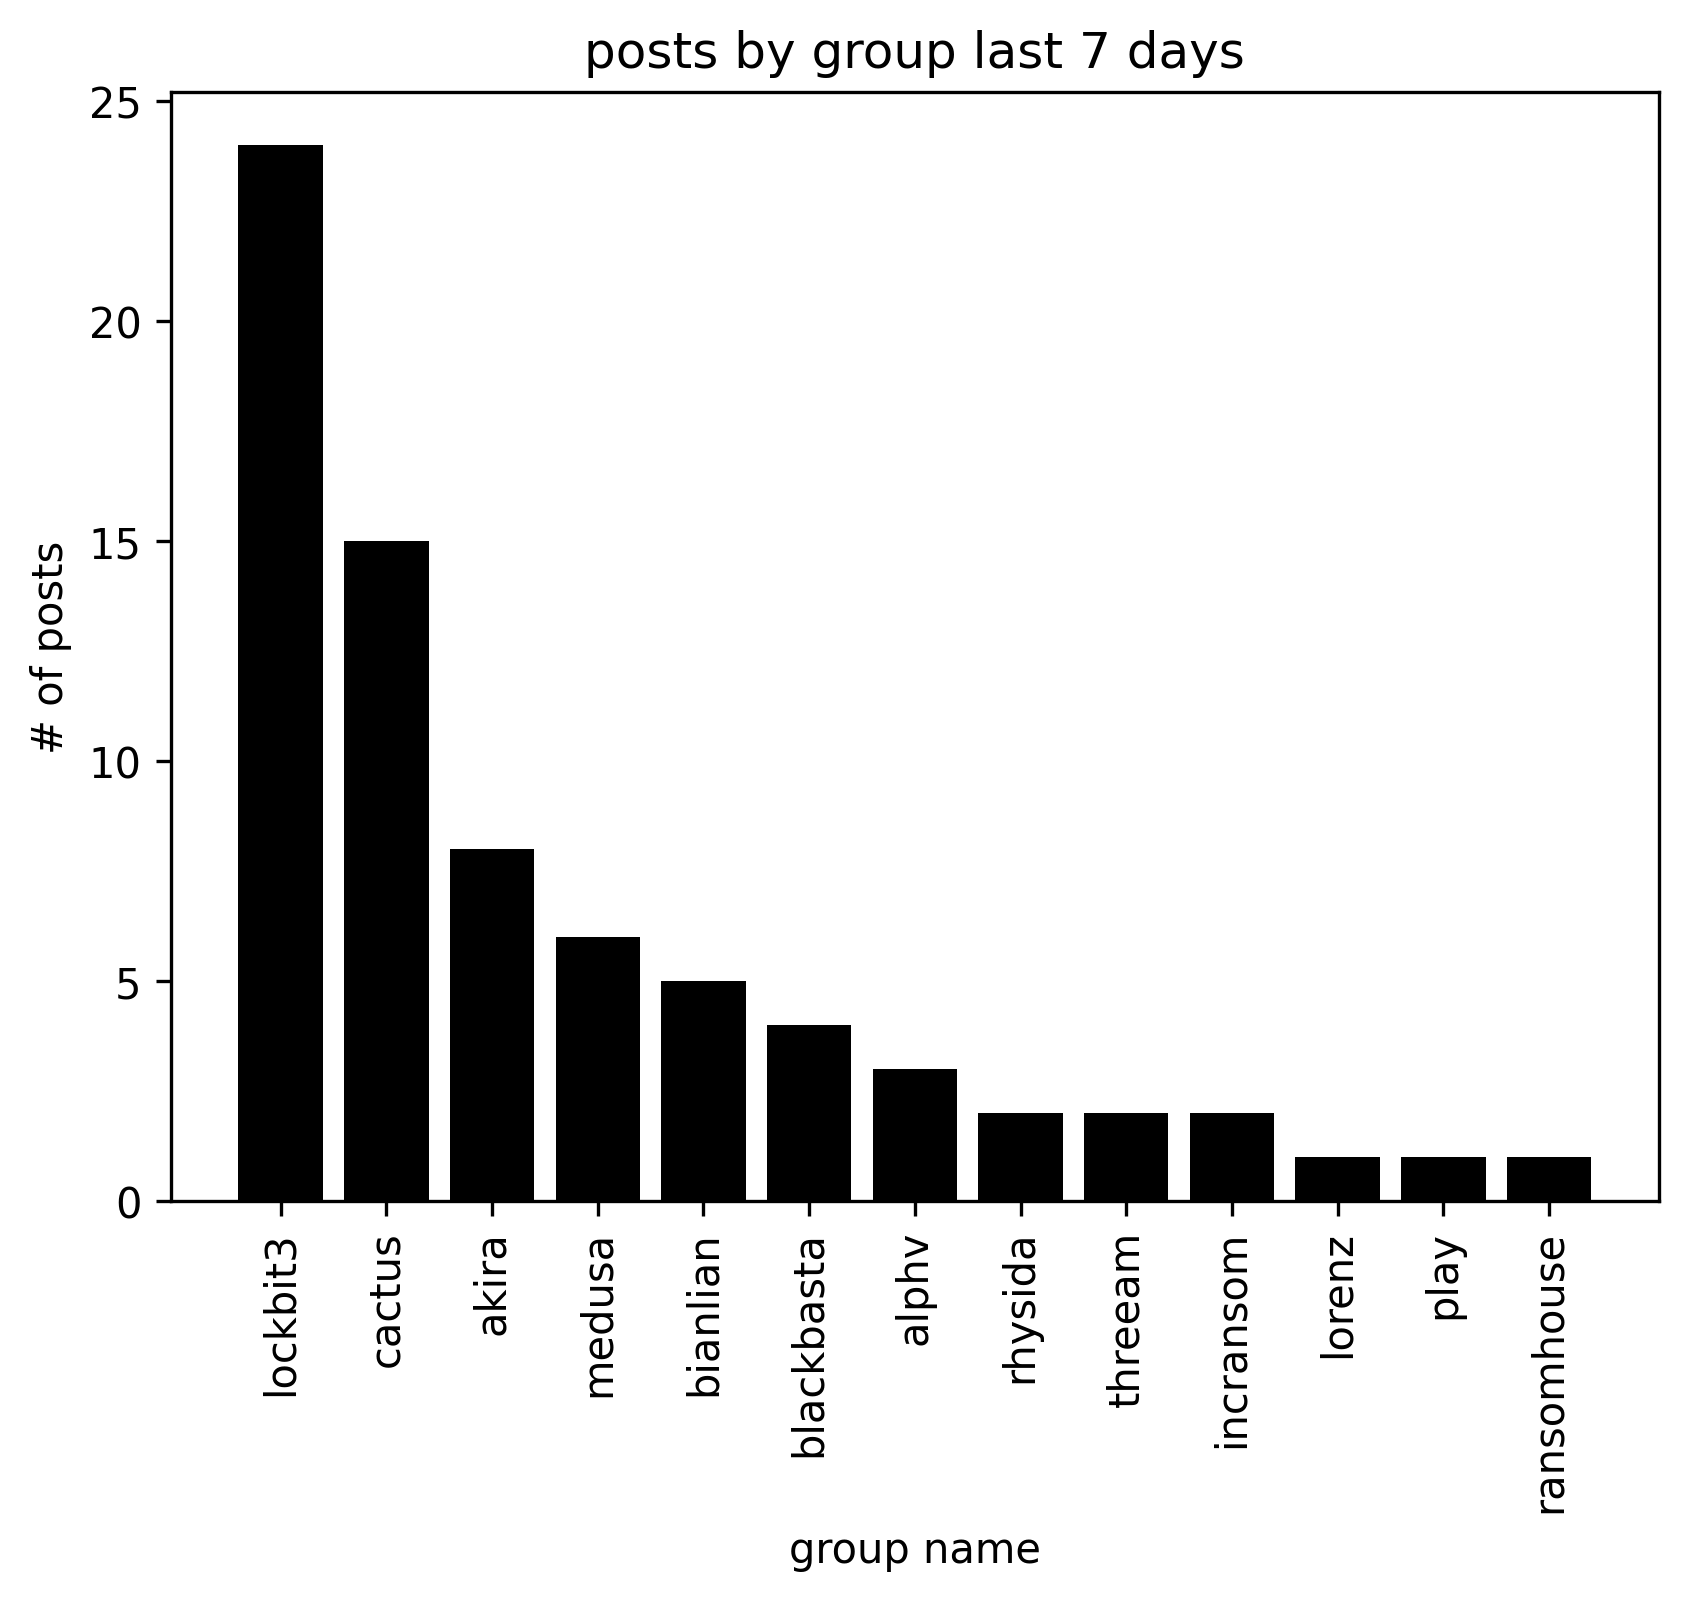 posts by group last 7 days
25
20
15
10
5
0
# of posts
lockbit3
cactus
akira
medusa
bianlian
blackbasta
alphv
rhysida
threeam
incransom
lorenz
play
ransomhouse
group name